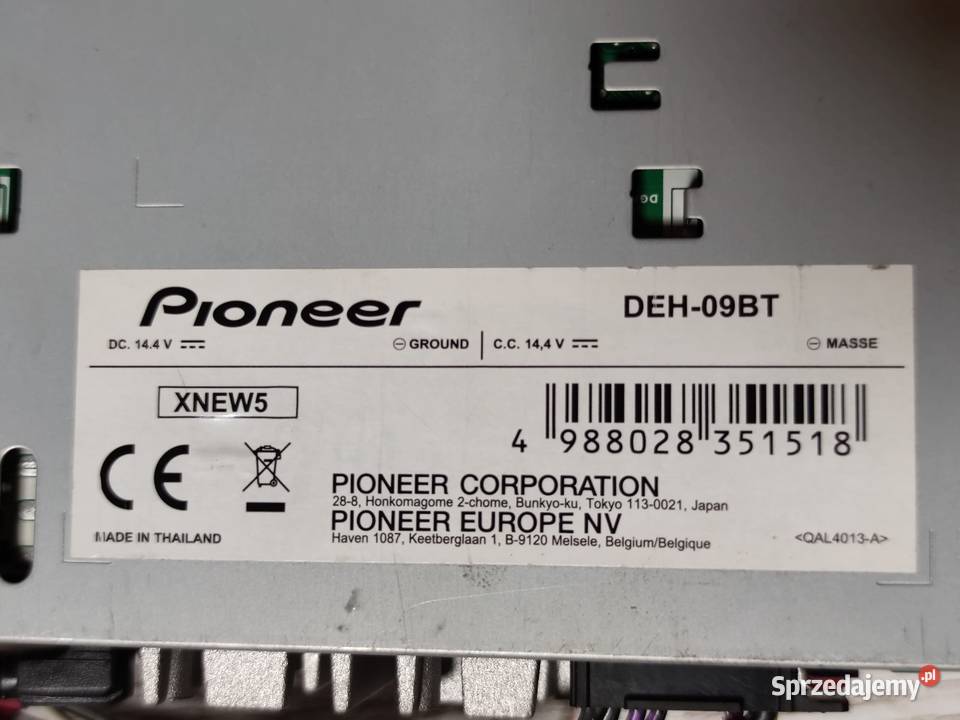 DG
Pioneer DEH-09BT
DC. 14.4 V ⎓ ⊖ GROUND | C.C. 14,4 V ⎓ ⊖ MASSE
XNEW5
4 988028 351518
CE
PIONEER CORPORATION
28-8, Honkomagome 2-chome, Bunkyo-ku, Tokyo 113-0021, Japan
PIONEER EUROPE NV
Haven 1087, Keetberglaan 1, B-9120 Melsele, Belgium/Belgique
MADE IN THAILAND <QAL4013-A>
Sprzedajemy.pl